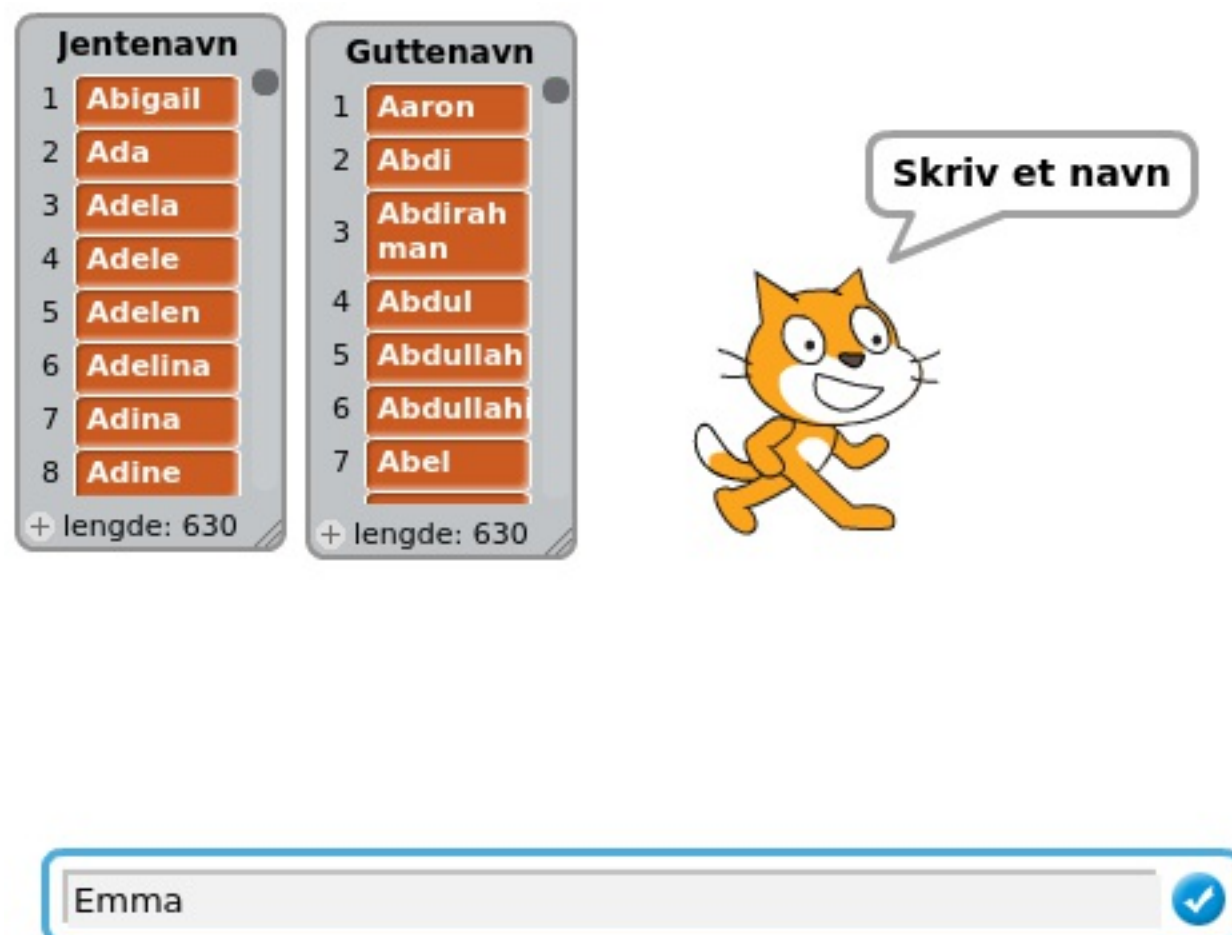 Jentenavn
1 Abigail
2 Ada
3 Adela
4 Adele
5 Adelen
6 Adelina
7 Adina
8 Adine
+ lengde: 630
Guttenavn
1 Aaron
2 Abdi
3 Abdirah
man
4 Abdul
5 Abdullah
6 Abdullahi
7 Abel
+ lengde: 630
Skriv et navn
Emma